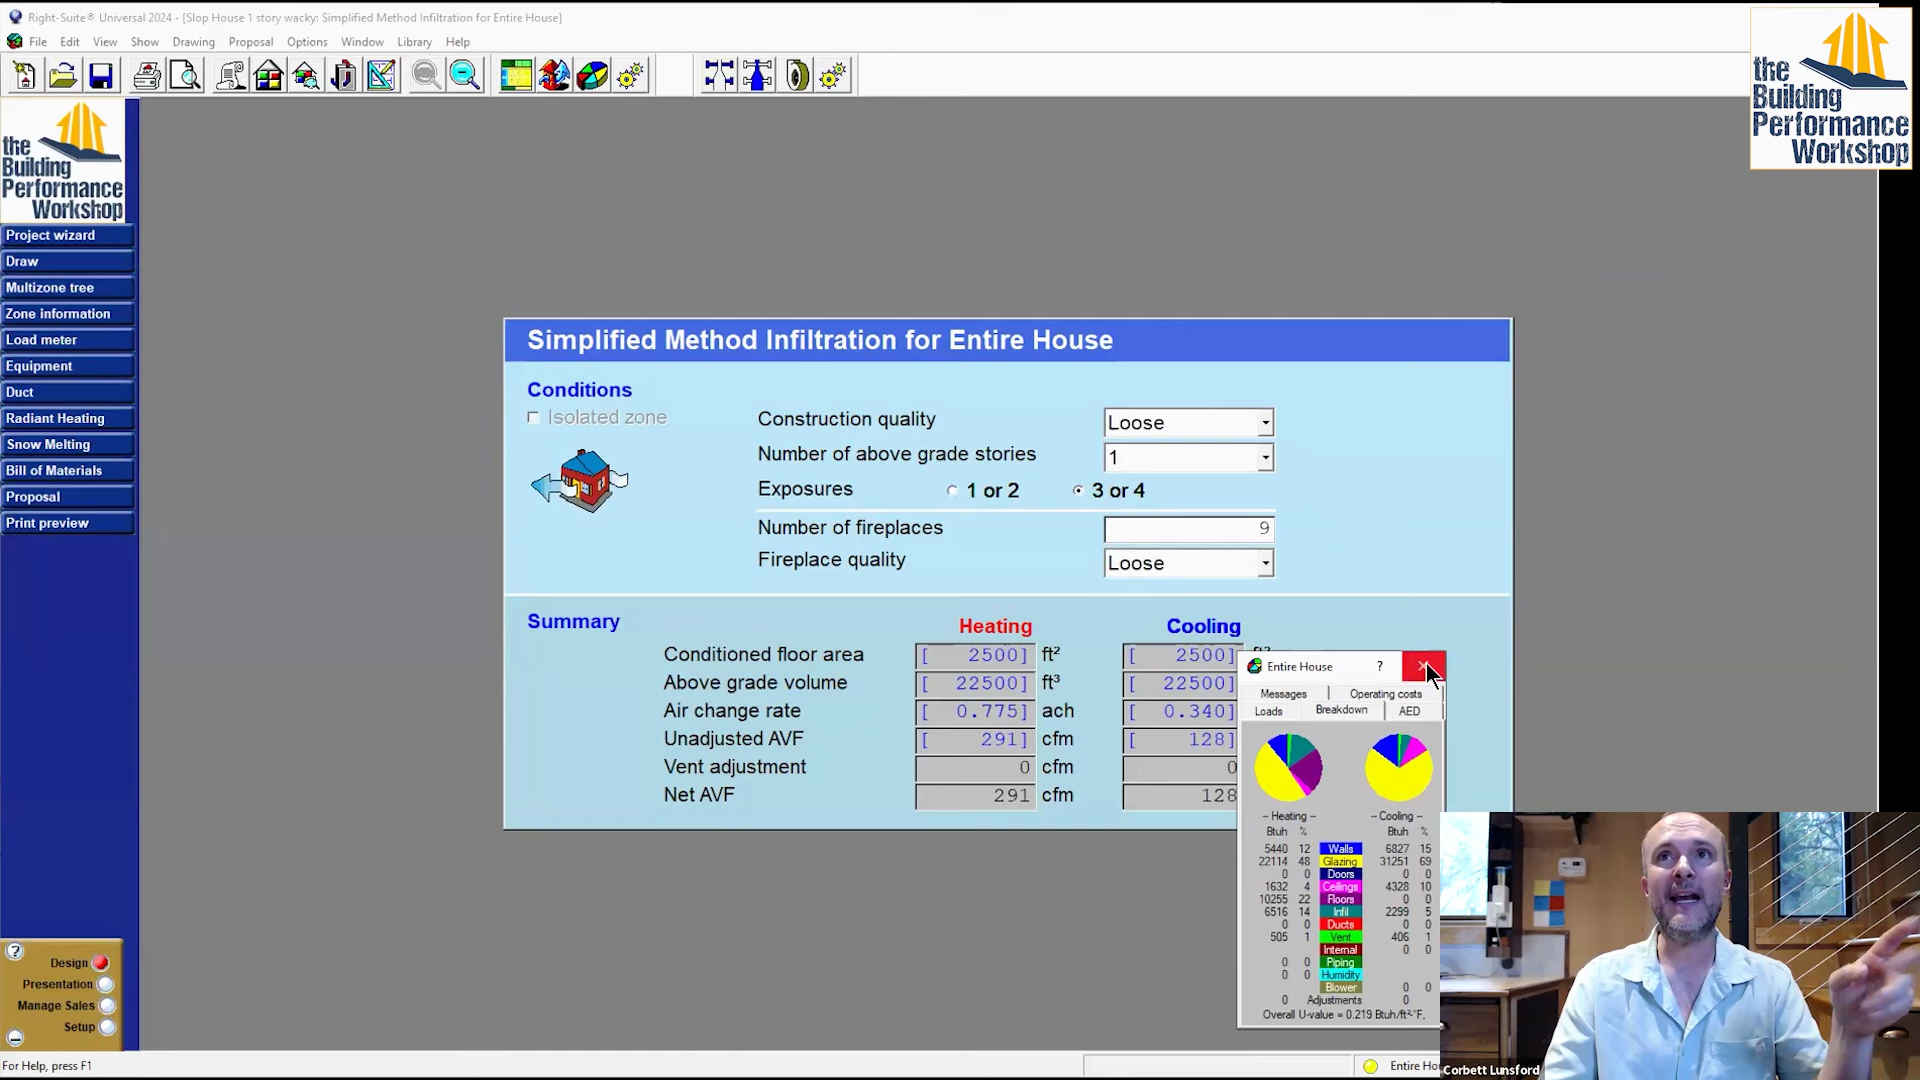 Right-Suite® Universal 2024 - [Slop House 1 story wacky: Simplified Method Infiltration for Entire House]
File Edit View Show Drawing Proposal Options Window Library Help
the
Building
Performance
Workshop
the
Building
Performance
Workshop
Project wizard
Draw
Multizone tree
Zone information
Load meter
Equipment
Duct
Radiant Heating
Snow Melting
Bill of Materials
Proposal
Print preview
Simplified Method Infiltration for Entire House
Conditions
Isolated zone
Construction quality Loose
Number of above grade stories 1
Exposures 1 or 2 3 or 4
Number of fireplaces 9
Fireplace quality Loose
Summary Heating Cooling
Conditioned floor area [ 2500] ft² [ 2500]
Above grade volume [ 22500] ft³ [ 22500]
Air change rate [ 0.775] ach [ 0.340]
Unadjusted AVF [ 291] cfm [ 128]
Vent adjustment 0 cfm 0
Net AVF 291 cfm 128
Entire House ?
Messages Operating costs
Loads Breakdown AED
-- Heating -- -- Cooling --
Btuh % Btuh %
5440 12 Walls 6827 15
22114 48 Glazing 31251 69
0 0 Doors 0 0
1632 4 Ceilings 4328 10
10255 22 Floors 0 0
6516 14 Infil 2299 5
0 0 Ducts 0 0
505 1 Vent 406 1
Internal 0 0
0 0 Piping
0 0 Humidity
Blower 0 0
0 Adjustments 0
Overall U-value = 0.219 Btuh/ft²-°F,
? Design
Presentation
Manage Sales
Setup
For Help, press F1
Entire Hou
Corbett Lunsford